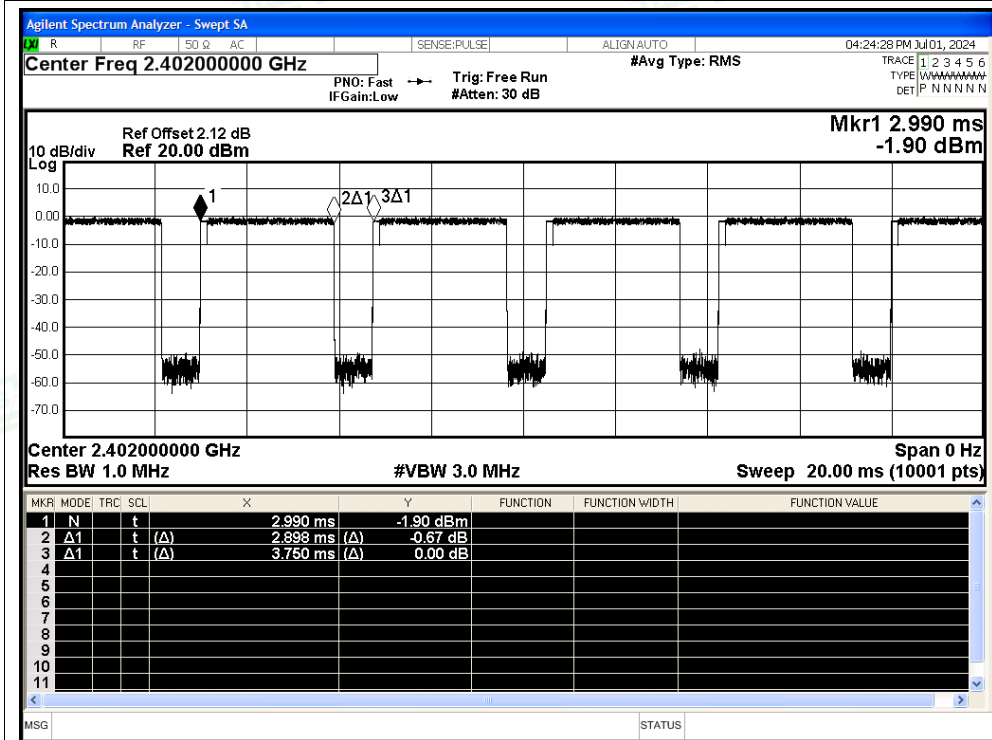 Agilent Spectrum Analyzer - Swept SA
LXI R RF 50 Ω AC SENSE:PULSE ALIGN AUTO 04:24:28 PM Jul 01, 2024
Center Freq 2.402000000 GHz #Avg Type: RMS TRACE 1 2 3 4 5 6
PNO: Fast Trig: Free Run TYPE
IFGain:Low #Atten: 30 dB DET P N N N N N
Mkr1 2.990 ms
Ref Offset 2.12 dB
10 dB/div Ref 20.00 dBm -1.90 dBm
Log
10.0
1 2Δ1 3Δ1
0.00
-10.0
-20.0
-30.0
-40.0
-50.0
-60.0
-70.0
Center 2.402000000 GHz Span 0 Hz
Res BW 1.0 MHz #VBW 3.0 MHz Sweep 20.00 ms (10001 pts)
MKR MODE TRC SCL X Y FUNCTION FUNCTION WIDTH FUNCTION VALUE
1 N t 2.990 ms -1.90 dBm
2 Δ1 t (Δ) 2.898 ms (Δ) -0.67 dB
3 Δ1 t (Δ) 3.750 ms (Δ) 0.00 dB
4
5
6
7
8
9
10
11
MSG STATUS